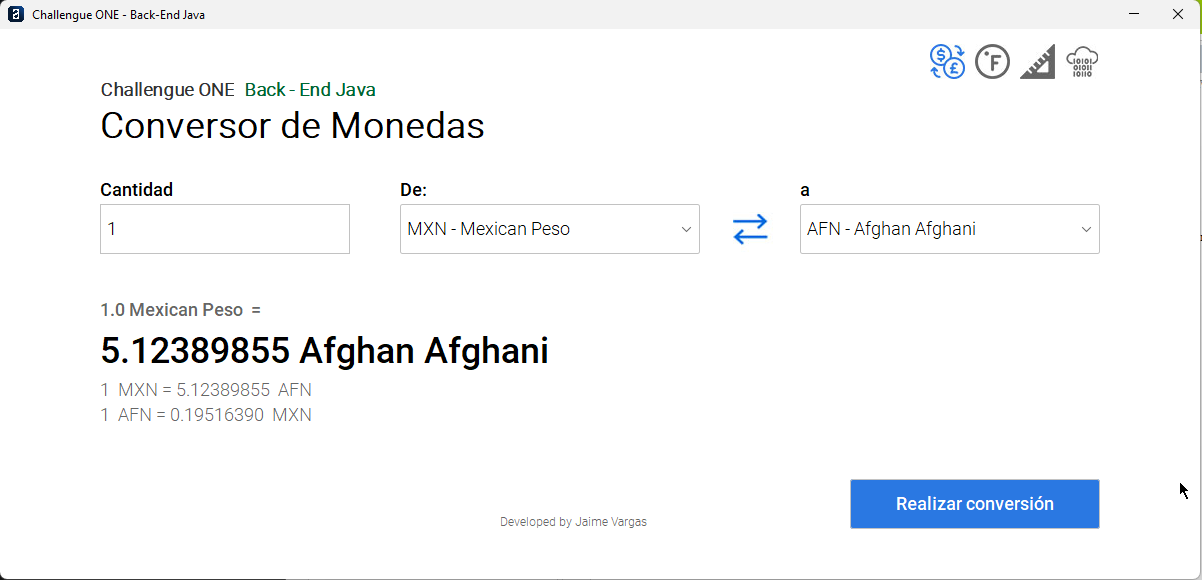 Challengue ONE - Back-End Java
Challengue ONE Back - End Java
Conversor de Monedas
Cantidad De: a
1 MXN - Mexican Peso AFN - Afghan Afghani
1.0 Mexican Peso =
5.12389855 Afghan Afghani
1 MXN = 5.12389855 AFN
1 AFN = 0.19516390 MXN
Realizar conversión
Developed by Jaime Vargas